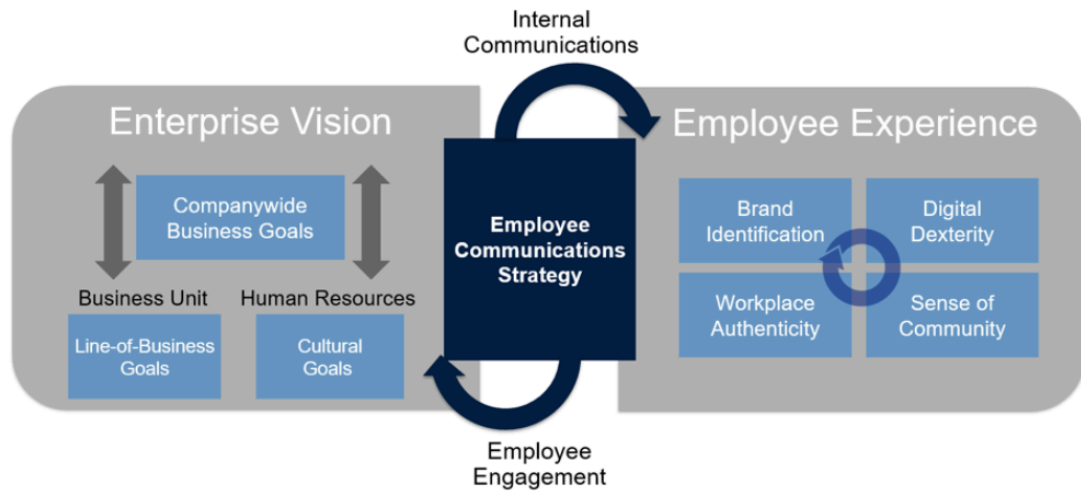 Internal
Communications
Enterprise Vision
Companywide
Business Goals
Business Unit
Human Resources
Line-of-Business
Goals
Cultural
Goals
Employee
Communications
Strategy
Employee Experience
Brand
Identification
Digital
Dexterity
Workplace
Authenticity
Sense of
Community
Employee
Engagement